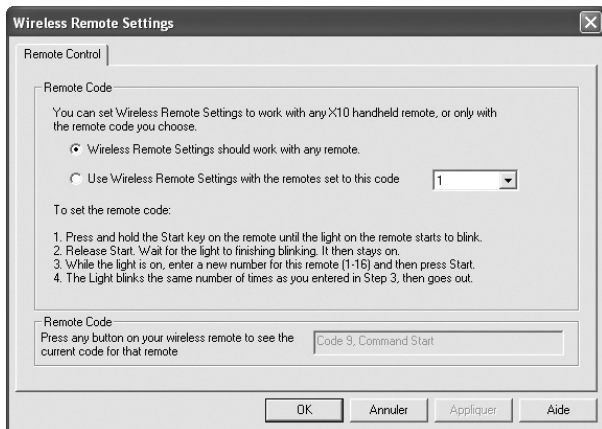 Wireless Remote Settings
Remote Control
Remote Code
You can set Wireless Remote Settings to work with any X10 handheld remote, or only with
the remote code you choose.
Wireless Remote Settings should work with any remote.
Use Wireless Remote Settings with the remotes set to this code 1
To set the remote code:
1. Press and hold the Start key on the remote until the light on the remote starts to blink.
2. Release Start. Wait for the light to finishing blinking. It then stays on.
3. While the light is on, enter a new number for this remote (1-16) and then press Start.
4. The Light blinks the same number of times as you entered in Step 3, then goes out.
Remote Code
Press any button on your wireless remote to see the
current code for that remote
Code 9, Command Start
OK Annuler Appliquer Aide